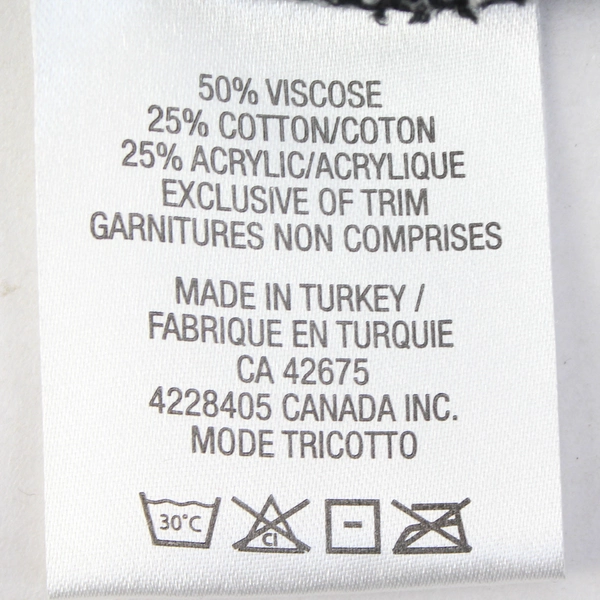 50% VISCOSE
25% COTTON/COTON
25% ACRYLIC/ACRYLIQUE
EXCLUSIVE OF TRIM
GARNITURES NON COMPRISES
MADE IN TURKEY /
FABRIQUE EN TURQUIE
CA 42675
4228405 CANADA INC.
MODE TRICOTTO
30°C Cl